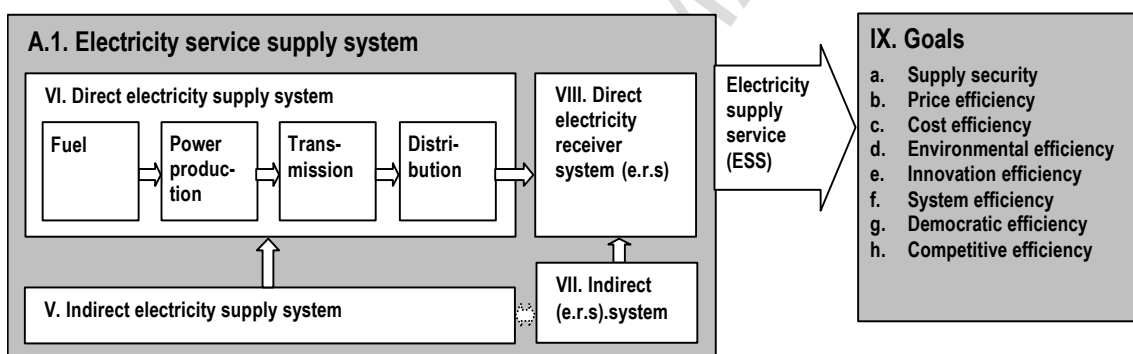 A.1. Electricity service supply system
VI. Direct electricity supply system
Fuel
Power
produc-
tion
Trans-
mission
Distri-
bution
VIII. Direct
electricity
receiver
system (e.r.s)
V. Indirect electricity supply system
VII. Indirect
(e.r.s).system
Electricity
supply
service
(ESS)
IX. Goals
a. Supply security
b. Price efficiency
c. Cost efficiency
d. Environmental efficiency
e. Innovation efficiency
f. System efficiency
g. Democratic efficiency
h. Competitive efficiency